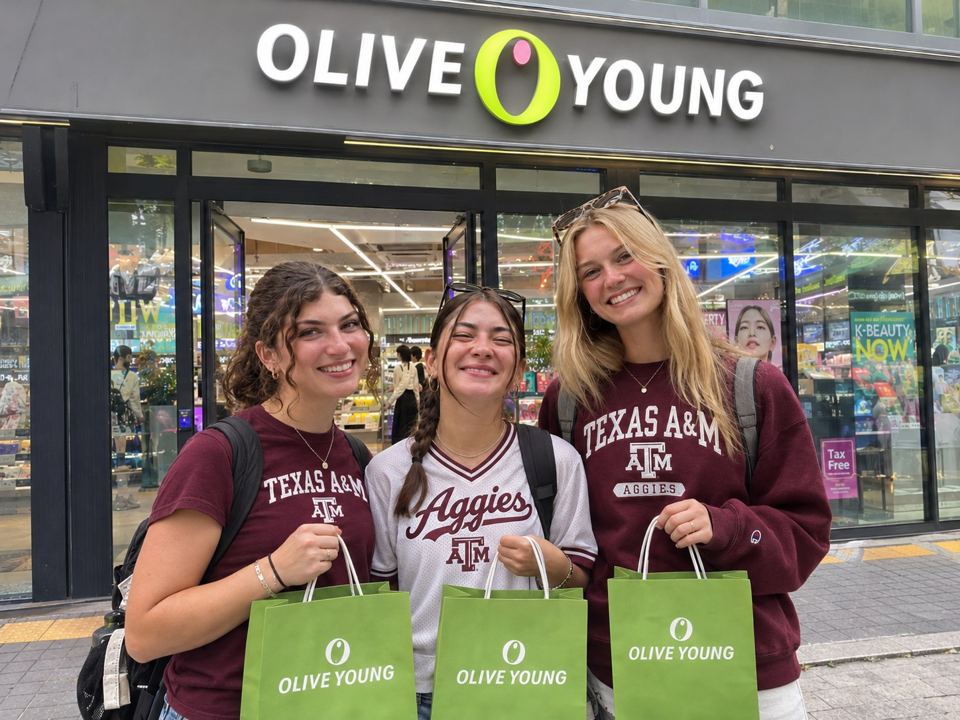 OLIVE YOUNG
K-BEAUTY
NOW
Tax
Free
TEXAS A&M
ATM
Aggies
ATM
TEXAS A&M
ATM
AGGIES
OLIVE YOUNG
OLIVE YOUNG
OLIVE YOUNG